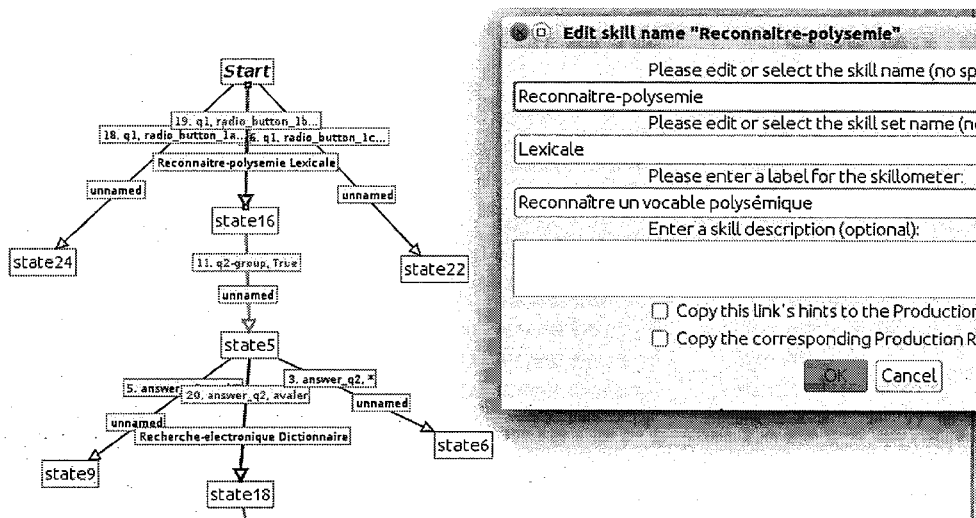 Start
19. q1, radio_button_1b...
18. q1, radio_button_1a...
6. q1, radio_button_1c...
Reconnaitre-polysemie Lexicale
unnamed
unnamed
state16
state24
11. q2-group, True
state22
unnamed
state5
3. answer_q2, *
5. answer
20. answer_q2, avaler
unnamed
unnamed
Recherche-electronique Dictionnaire
state9
state6
state18
Edit skill name "Reconnaitre-polysemie"
Please edit or select the skill name (no sp
Reconnaitre-polysemie
Please edit or select the skill set name (no
Lexicale
Please enter a label for the skillometer:
Reconnaître un vocable polysémique
Enter a skill description (optional):
Copy this link's hints to the Production
Copy the corresponding Production R
OK
Cancel